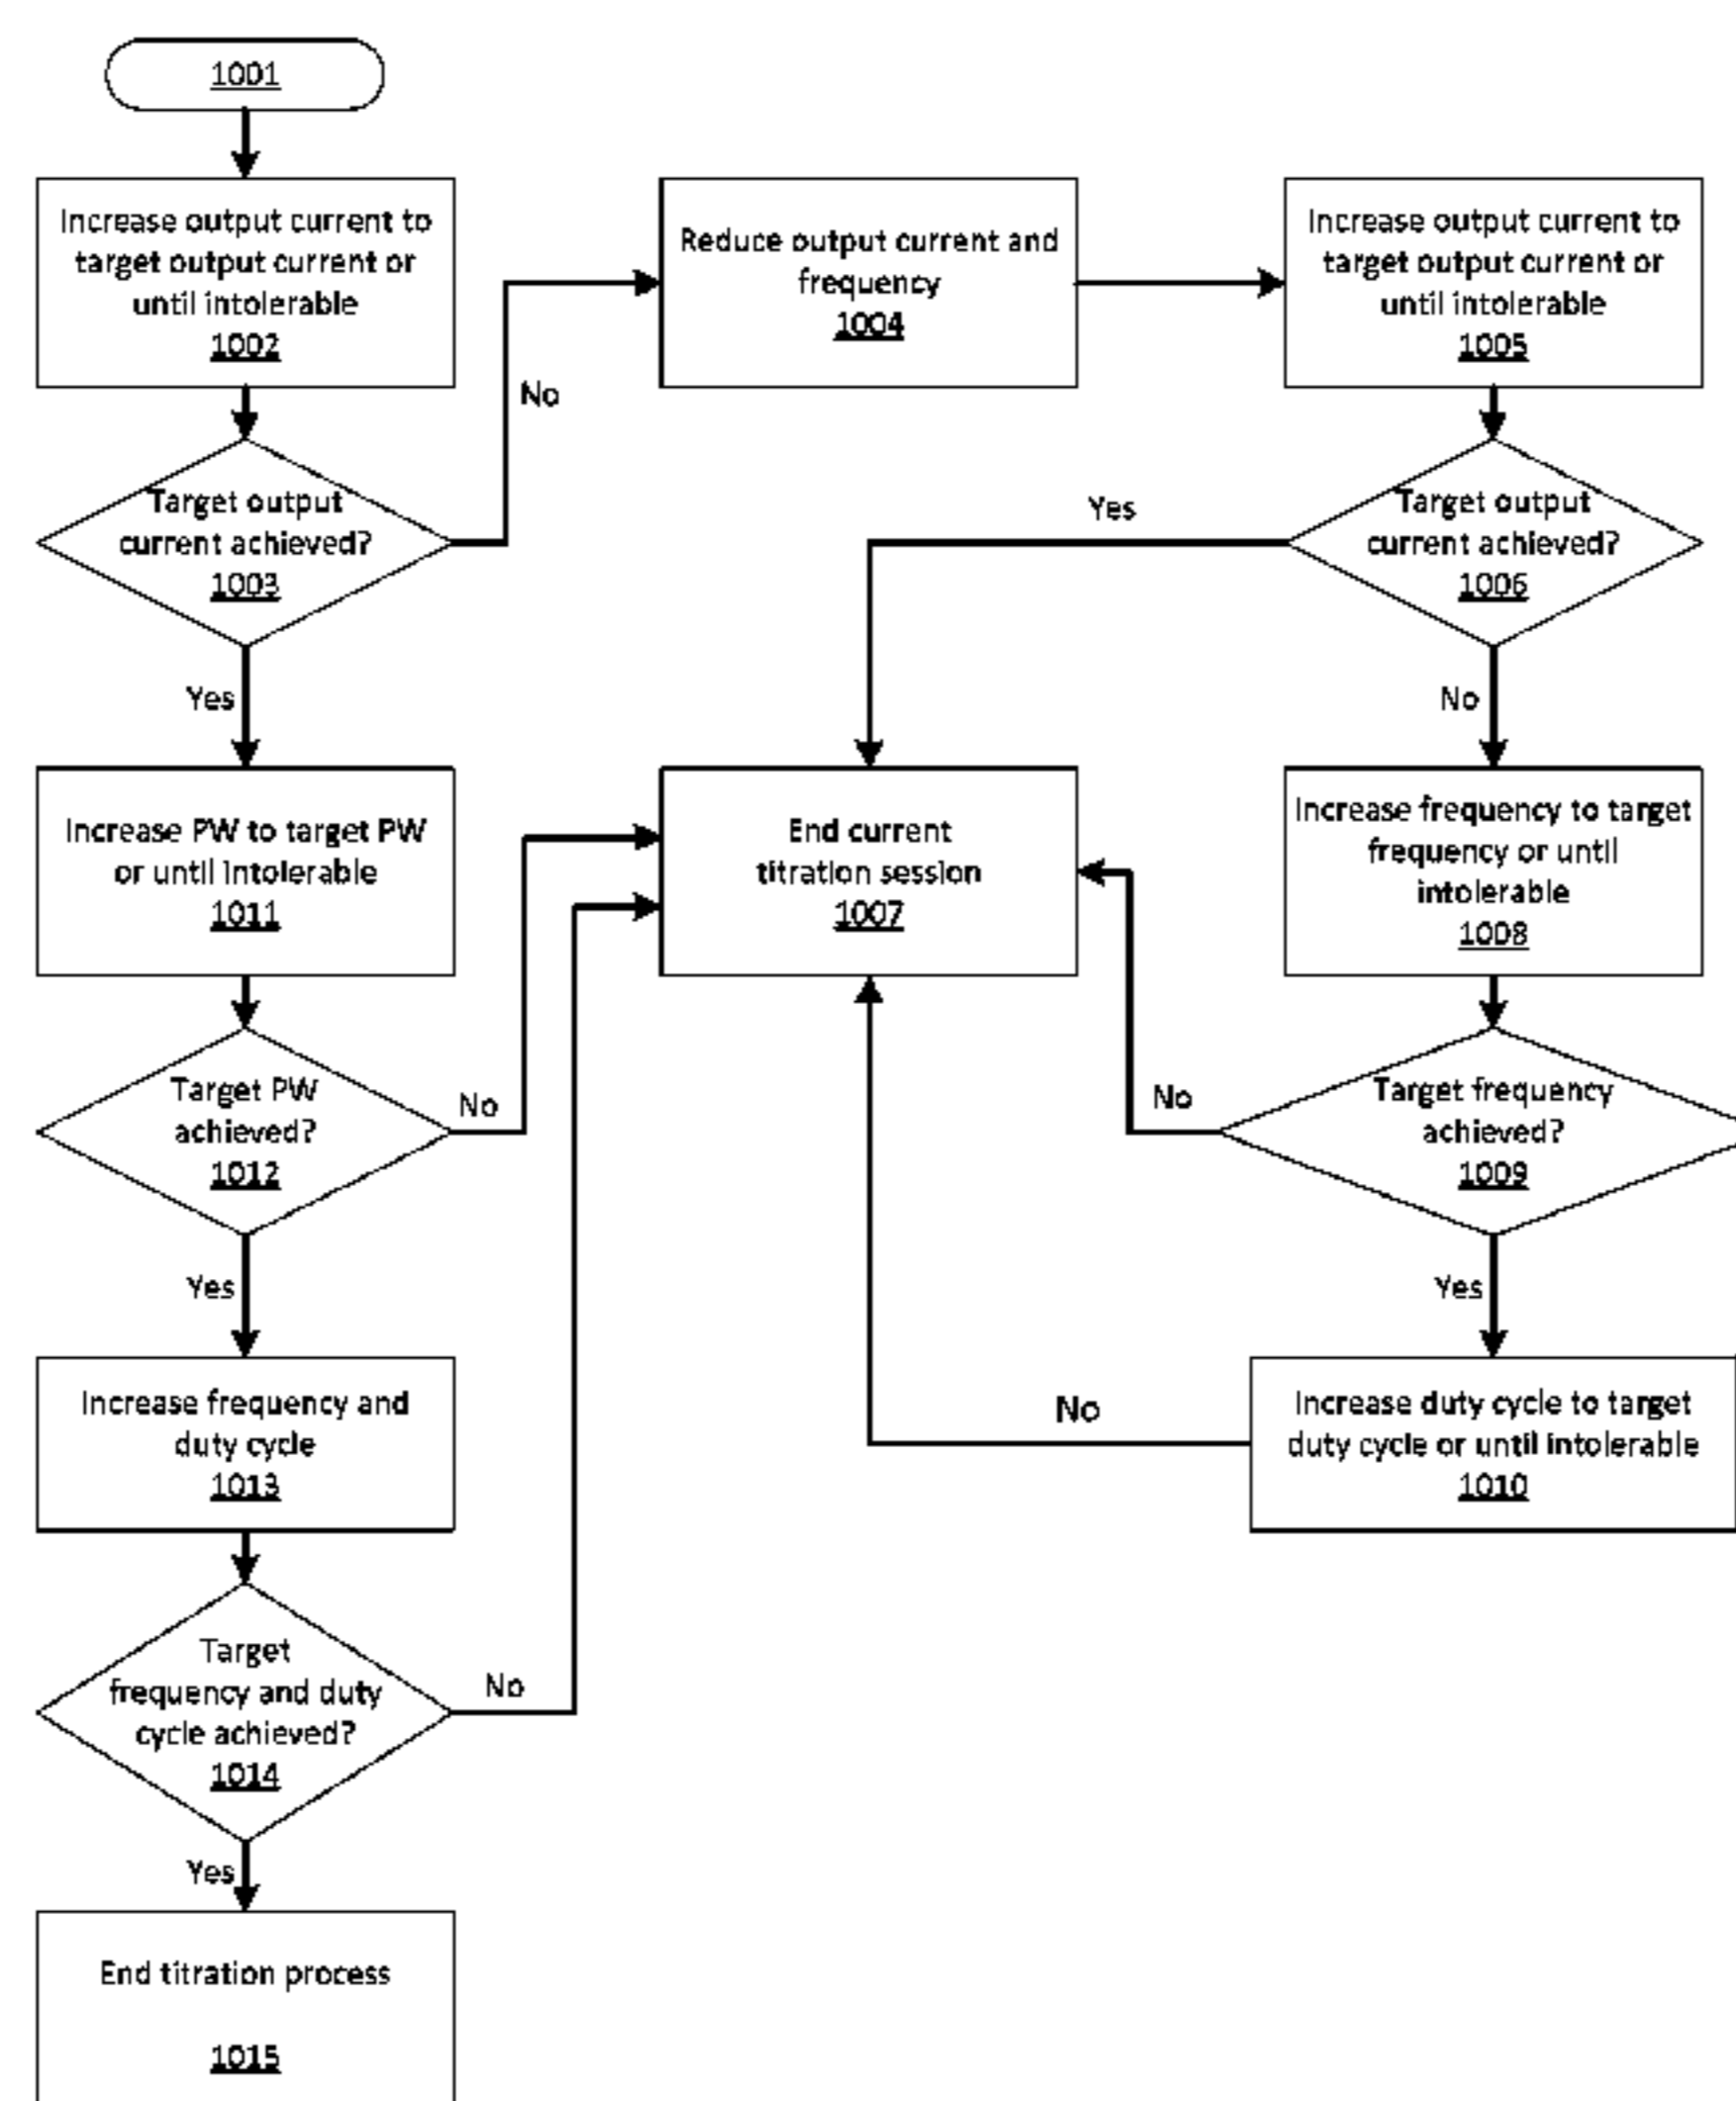 1001
Increase output current to
target output current or
until intolerable
1002
Reduce output current and
frequency
1004
Increase output current to
target output current or
until intolerable
1005
No
Target output
current achieved?
1003
Yes
Target output
current achieved?
1006
Yes
No
Increase PW to target PW
or until intolerable
1011
End current
titration session
1007
Increase frequency to target
frequency or until
intolerable
1008
Target PW
achieved?
1012
No
No
Target frequency
achieved?
1009
Yes
Yes
Increase frequency and
duty cycle
1013
No
Increase duty cycle to target
duty cycle or until intolerable
1010
Target
frequency and duty
cycle achieved?
1014
No
Yes
End titration process
1015